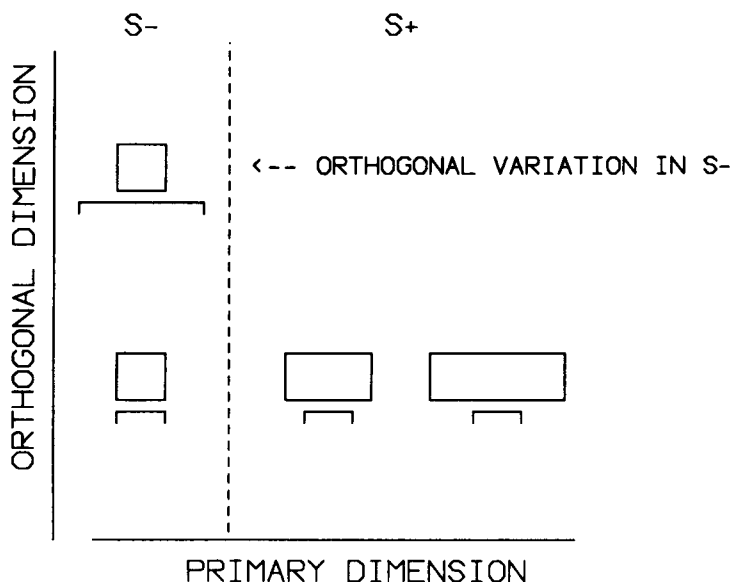 S- S+
<-- ORTHOGONAL VARIATION IN S-
ORTHOGONAL DIMENSION
PRIMARY DIMENSION